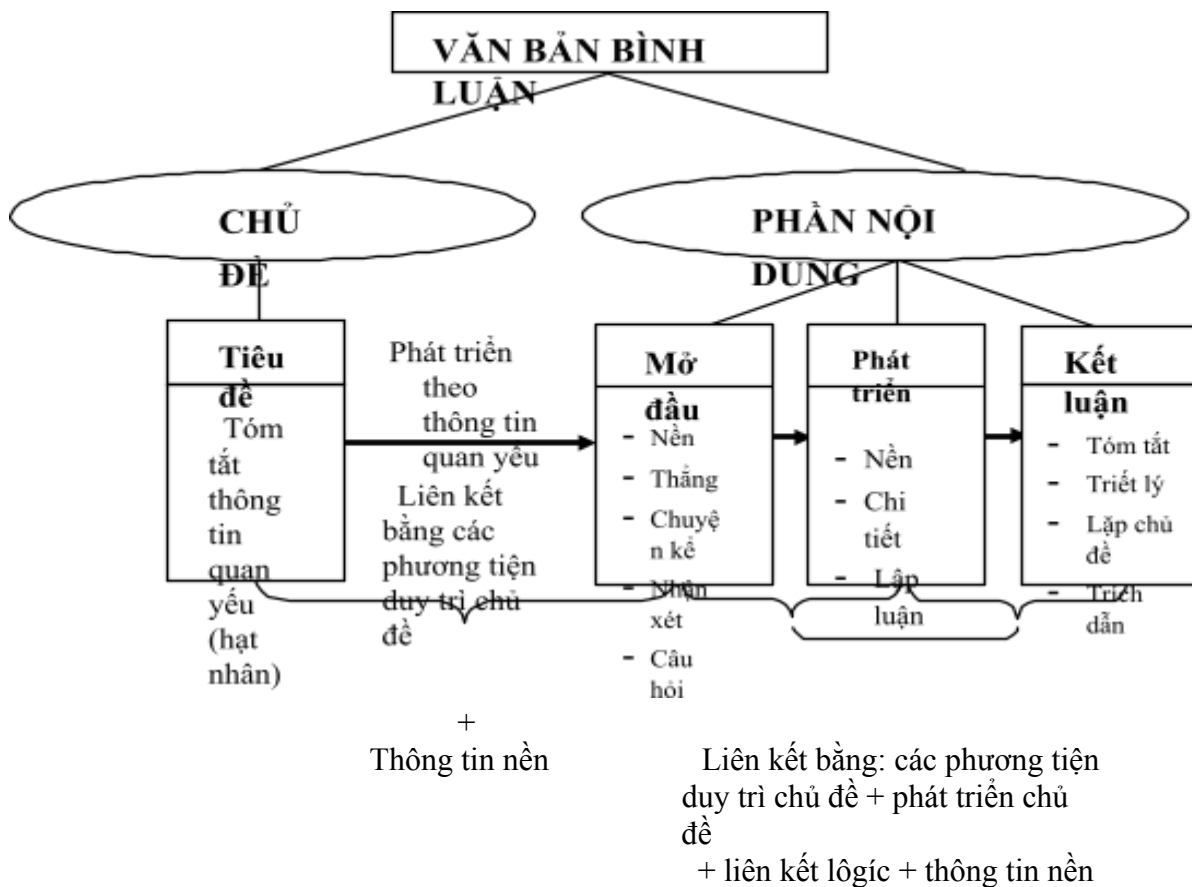 VĂN BẢN BÌNH
LUẬN
CHỦ
ĐỀ
PHẦN NỘI
DUNG
Tiêu
đề
Tóm
tắt
thông
tin
quan
yếu
(hạt
nhân)
Phát triển
theo
thông tin
quan yếu
Liên kết
bằng các
phương tiện
duy trì chủ
đề
Mở
đầu
- Nền
- Thẳng
- Chuyệ
n kể
- Nhận
xét
- Câu
hỏi
Phát
triển
- Nền
- Chi
tiết
- Lập
luận
Kết
luận
- Tóm tắt
- Triết lý
- Lặp chủ
đề
- Trích
dẫn
+
Thông tin nền
Liên kết bằng: các phương tiện
duy trì chủ đề + phát triển chủ
đề
+ liên kết lôgíc + thông tin nền